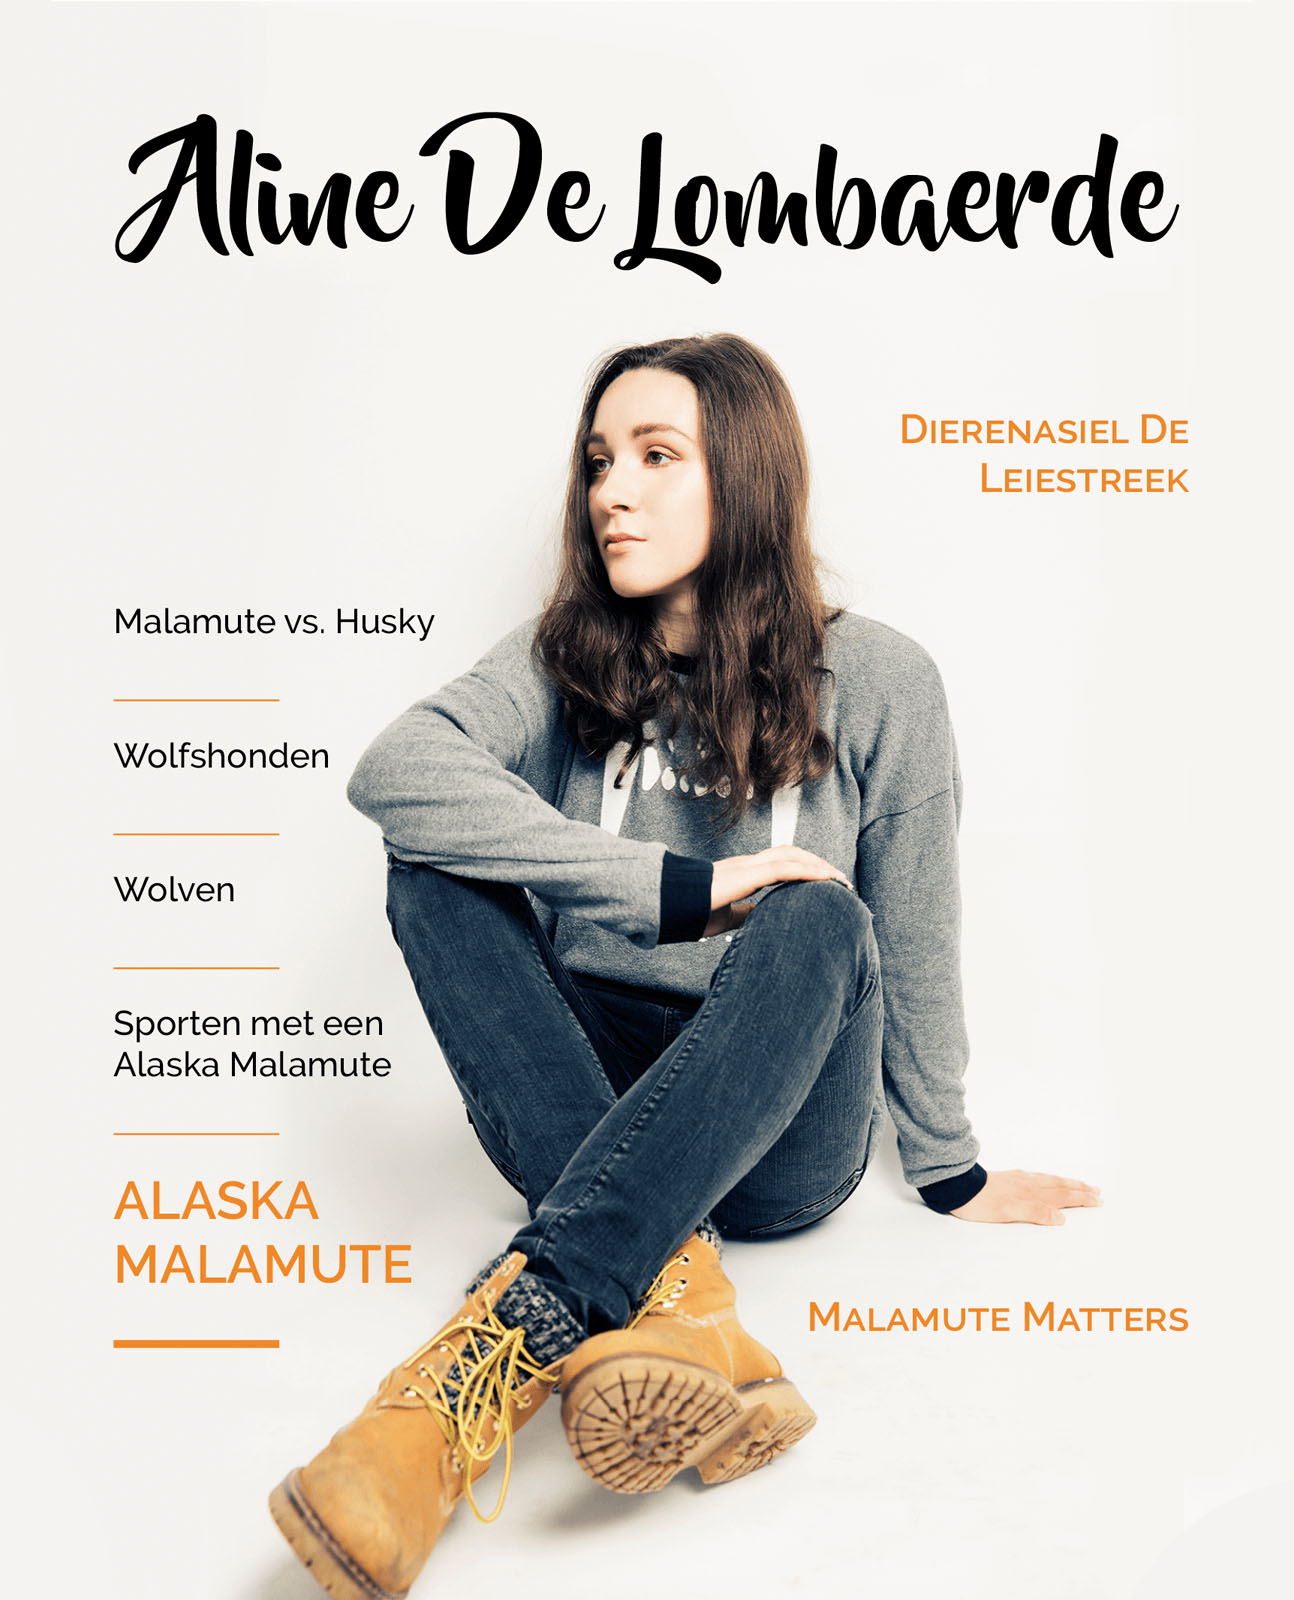 Aline De Lombaerde
Dierenasiel De
Leiestreek
Malamute vs. Husky
Wolfshonden
Wolven
Sporten met een
Alaska Malamute
ALASKA
MALAMUTE
Malamute Matters